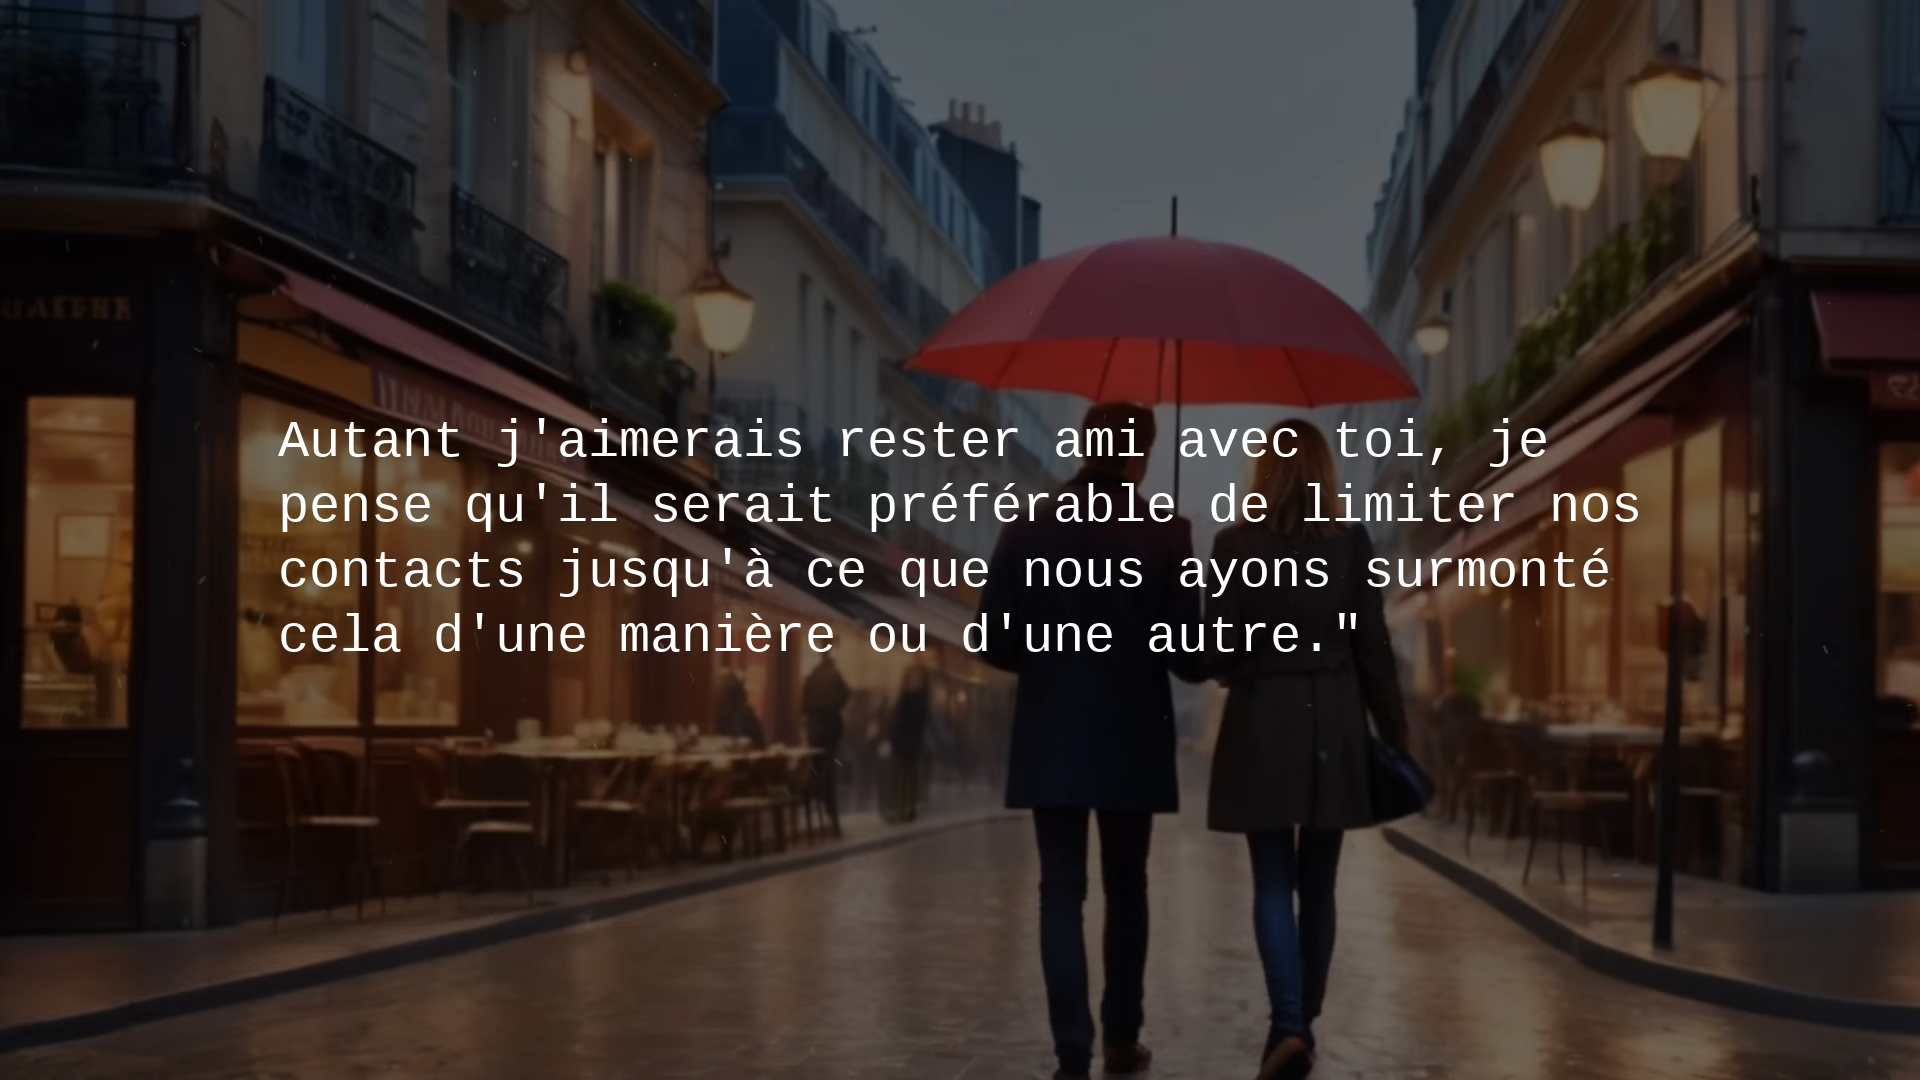 Autant j'aimerais rester ami avec toi, je
pense qu'il serait préférable de limiter nos
contacts jusqu'à ce que nous ayons surmonté
cela d'une manière ou d'une autre."